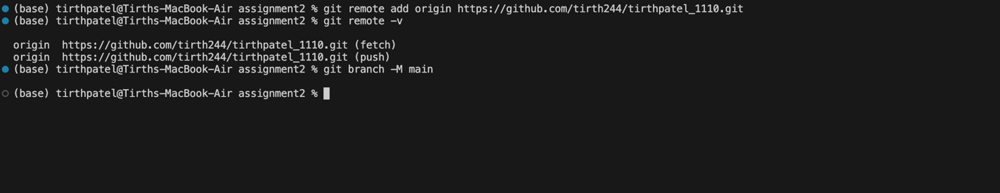 (base) tirthpatel@Tirths-MacBook-Air assignment2 % git remote add origin https://github.com/tirth244/tirthpatel_1110.git
(base) tirthpatel@Tirths-MacBook-Air assignment2 % git remote -v
origin  https://github.com/tirth244/tirthpatel_1110.git (fetch)
origin  https://github.com/tirth244/tirthpatel_1110.git (push)
(base) tirthpatel@Tirths-MacBook-Air assignment2 % git branch -M main
(base) tirthpatel@Tirths-MacBook-Air assignment2 %